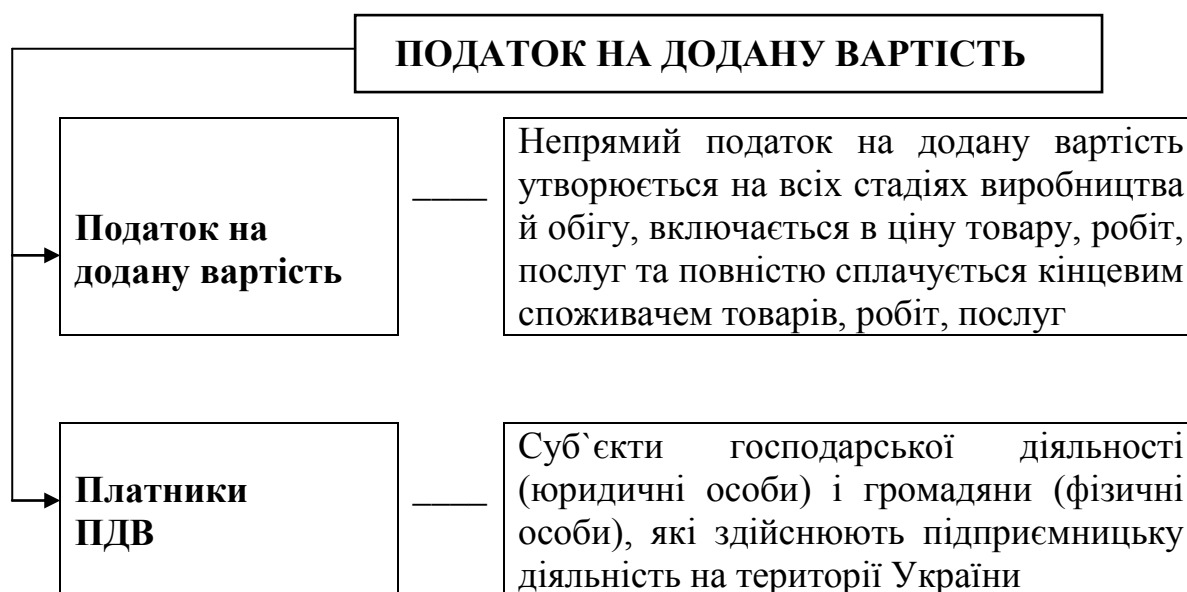 ПОДАТОК НА ДОДАНУ ВАРТІСТЬ
Податок на
додану вартість
Непрямий податок на додану вартість
утворюється на всіх стадіях виробництва
й обігу, включається в ціну товару, робіт,
послуг та повністю сплачується кінцевим
споживачем товарів, робіт, послуг
Платники
ПДВ
Суб`єкти господарської діяльності
(юридичні особи) і громадяни (фізичні
особи), які здійснюють підприємницьку
діяльність на території України